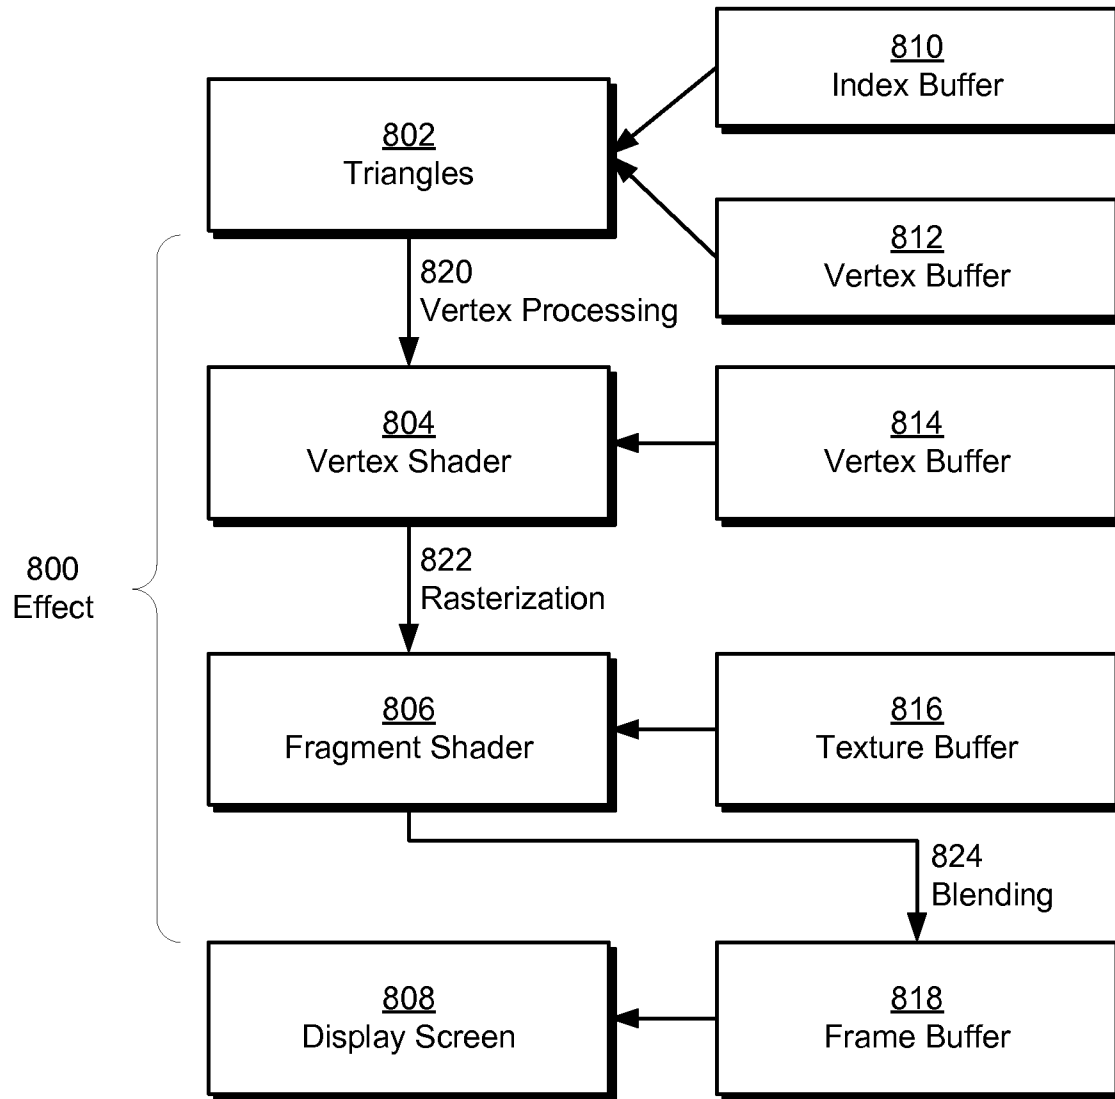 810
Index Buffer
802
Triangles
812
Vertex Buffer
820
Vertex Processing
804
Vertex Shader
814
Vertex Buffer
800
Effect
822
Rasterization
806
Fragment Shader
816
Texture Buffer
824
Blending
808
Display Screen
818
Frame Buffer